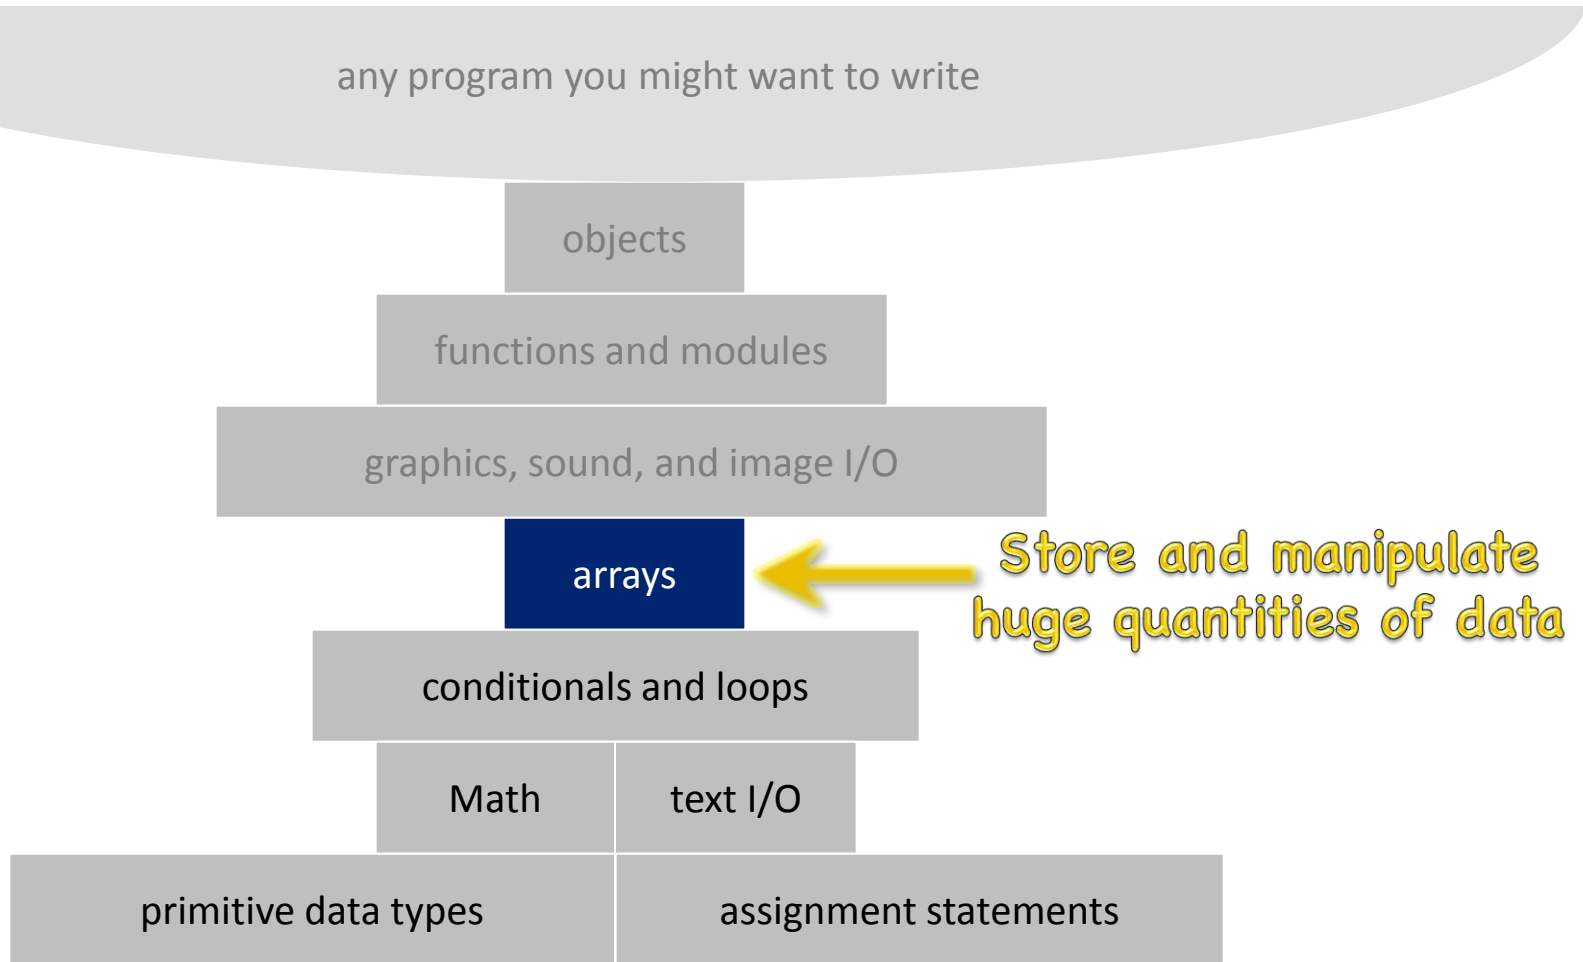 any program you might want to write
objects
functions and modules
graphics, sound, and image I/O
arrays
Store and manipulate
huge quantities of data
conditionals and loops
Math
text I/O
primitive data types
assignment statements